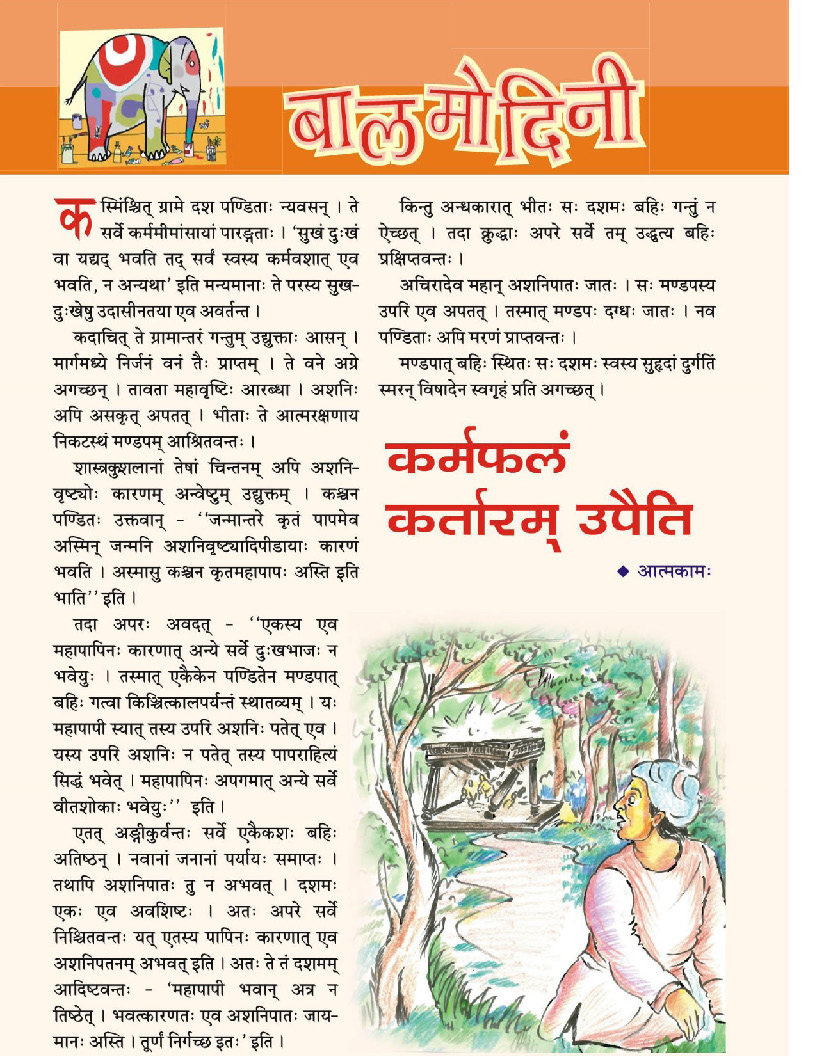 बालमोदिनी
कस्मिंश्चित् ग्रामे दश पण्डिताः न्यवसन् । ते
सर्वे कर्ममीमांसायां पारङ्गताः । ‘सुखं दुःखं
वा यद्यद् भवति तद् सर्वं स्वस्य कर्मवशात् एव
भवति, न अन्यथा’ इति मन्यमानाः ते परस्य सुख-
दुःखेषु उदासीनतया एव अवर्तन्त ।
कदाचित् ते ग्रामान्तरं गन्तुम् उद्युक्ताः आसन् ।
मार्गमध्ये निर्जनं वनं तैः प्राप्तम् । ते वने अग्रे
अगच्छन् । तावता महावृष्टिः आरब्धा । अशनिः
अपि असकृत् अपतत् । भीताः ते आत्मरक्षणाय
निकटस्थं मण्डपम् आश्रितवन्तः ।
शास्त्रकुशलानां तेषां चिन्तनम् अपि अशनि-
वृष्ट्योः कारणम् अन्वेष्टुम् उद्युक्तम् । कश्चन
पण्डितः उक्तवान् - ‘‘जन्मान्तरे कृतं पापमेव
अस्मिन् जन्मनि अशनिवृष्ट्यादिपीडायाः कारणं
भवति । अस्मासु कश्चन कृतमहापापः अस्ति इति
भाति’’ इति ।
तदा अपरः अवदत् - ‘‘एकस्य एव
महापापिनः कारणात् अन्ये सर्वे दुःखभाजः न
भवेयुः । तस्मात् एकैकेन पण्डितेन मण्डपात्
बहिः गत्वा किञ्चित्कालपर्यन्तं स्थातव्यम् । यः
महापापी स्यात् तस्य उपरि अशनिः पतेत् एव ।
यस्य उपरि अशनिः न पतेत् तस्य पापराहित्यं
सिद्धं भवेत् । महापापिनः अपगमात् अन्ये सर्वे
वीतशोकाः भवेयुः’’ इति ।
एतत् अङ्गीकुर्वन्तः सर्वे एकैकशः बहिः
अतिष्ठन् । नवानां जनानां पर्यायः समाप्तः ।
तथापि अशनिपातः तु न अभवत् । दशमः
एकः एव अवशिष्टः । अतः अपरे सर्वे
निश्चितवन्तः यत् एतस्य पापिनः कारणात् एव
अशनिपतनम् अभवत् इति । अतः ते तं दशमम्
आदिष्टवन्तः - ‘महापापी भवान् अत्र न
तिष्ठेत् । भवत्कारणतः एव अशनिपातः जाय-
मानः अस्ति । तूर्णं निर्गच्छ इतः’ इति ।
किन्तु अन्धकारात् भीतः सः दशमः बहिः गन्तुं न
ऐच्छत् । तदा क्रुद्धाः अपरे सर्वे तम् उद्धृत्य बहिः
प्रक्षिप्तवन्तः ।
अचिरादेव महान् अशनिपातः जातः । सः मण्डपस्य
उपरि एव अपतत् । तस्मात् मण्डपः दग्धः जातः । नव
पण्डिताः अपि मरणं प्राप्तवन्तः ।
मण्डपात् बहिः स्थितः सः दशमः स्वस्य सुहृदां दुर्गतिं
स्मरन् विषादेन स्वगृहं प्रति अगच्छत् ।
कर्मफलं
कर्तारम् उपैति
◆ आत्मकामः